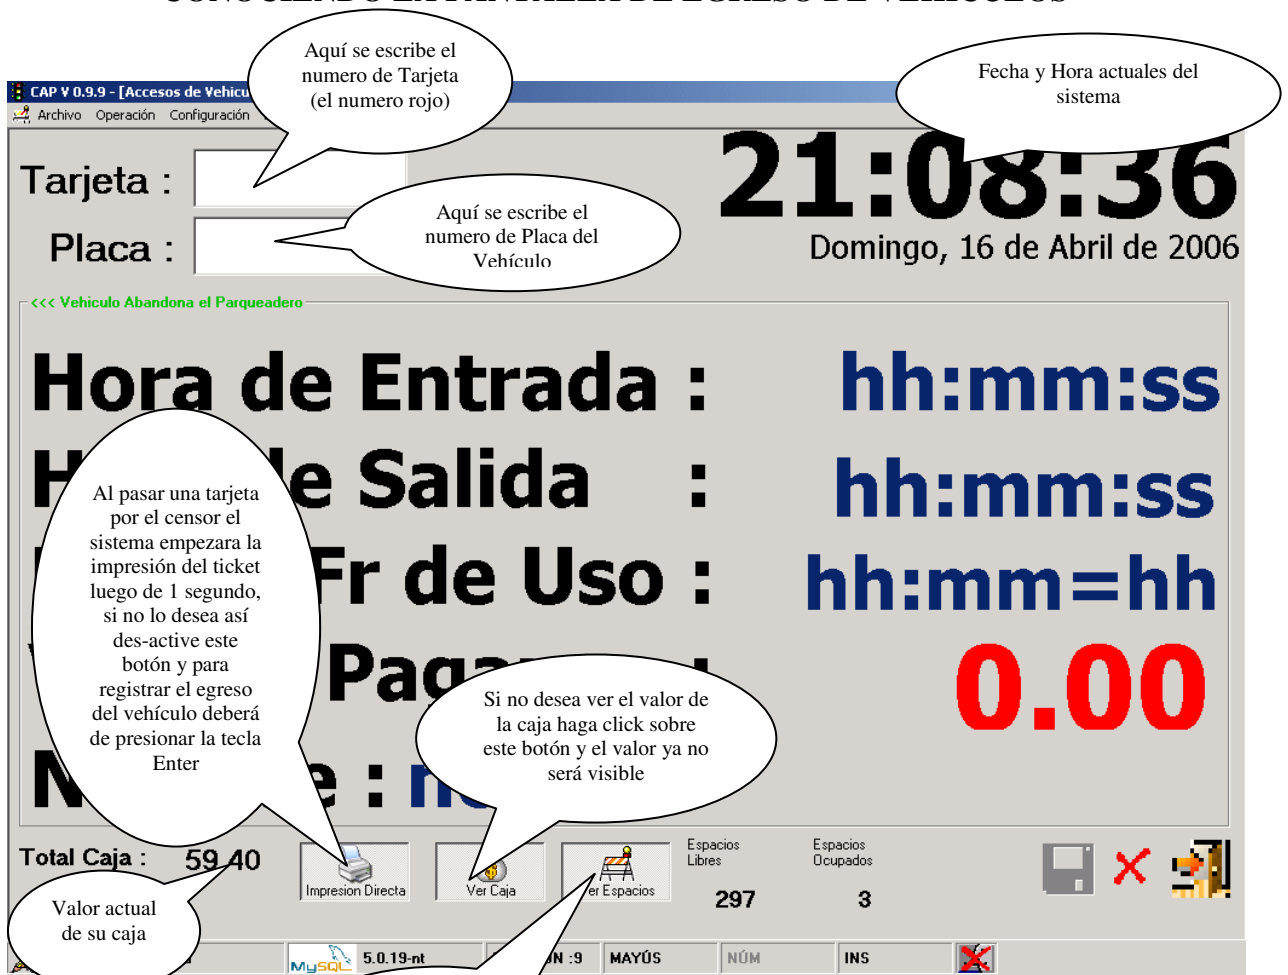 Aquí se escribe el
numero de Tarjeta
(el numero rojo)
Fecha y Hora actuales del
sistema
CAP V 0.9.9 - [Accesos de
Archivo Operación Configuración
Tarjeta :
21:08:36
Aquí se escribe el
numero de Placa del
Vehículo
Placa :
Domingo, 16 de Abril de 2006
<<< Vehiculo Abandona el Parqueadero
Hora de Entrada : hh:mm:ss
de Salida : hh:mm:ss
Fr de Uso : hh:mm=hh
0.00
Al pasar una tarjeta
por el censor el
sistema empezara la
impresión del ticket
luego de 1 segundo,
si no lo desea así
des-active este
botón y para
registrar el egreso
del vehículo deberá
de presionar la tecla
Enter
Si no desea ver el valor de
la caja haga click sobre
este botón y el valor ya no
será visible
Total Caja : 59.40
Impresion Directa
Ver Caja
Espacios
Espacios
Libres
297
Espacios
Ocupados
3
Valor actual
de su caja
MySQL 5.0.19-nt
:9
MAYÚS
NÚM
INS